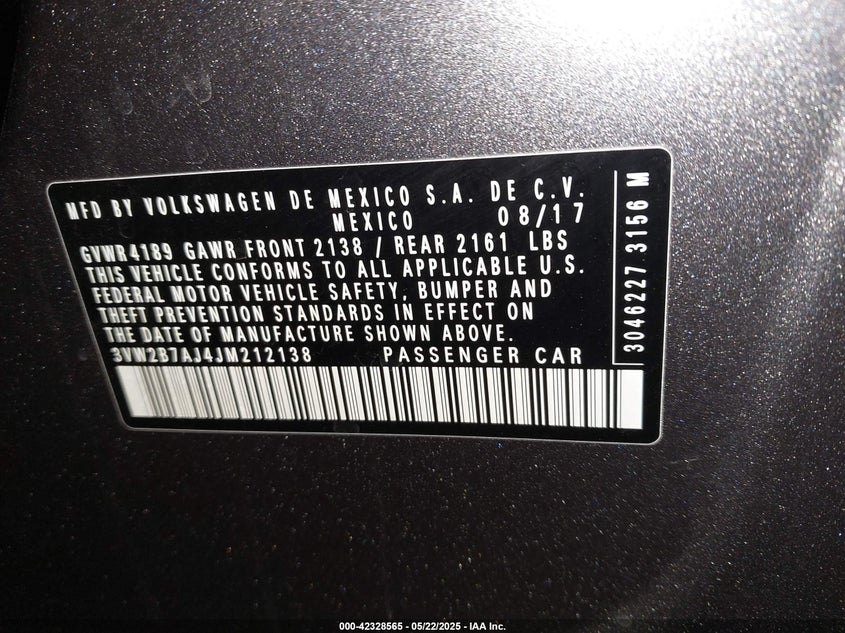 MFD BY VOLKSWAGEN DE MEXICO S.A. DE C.V.
MEXICO 08/17
GVWR4189 GAWR FRONT 2138 / REAR 2161 LBS
THIS VEHICLE CONFORMS TO ALL APPLICABLE U.S.
FEDERAL MOTOR VEHICLE SAFETY, BUMPER AND
THEFT PREVENTION STANDARDS IN EFFECT ON
THE DATE OF MANUFACTURE SHOWN ABOVE.
3VW2B7AJ4JM212138 PASSENGER CAR
3046227 3156 M
000-42328565 - 05/22/2025 - IAA Inc.